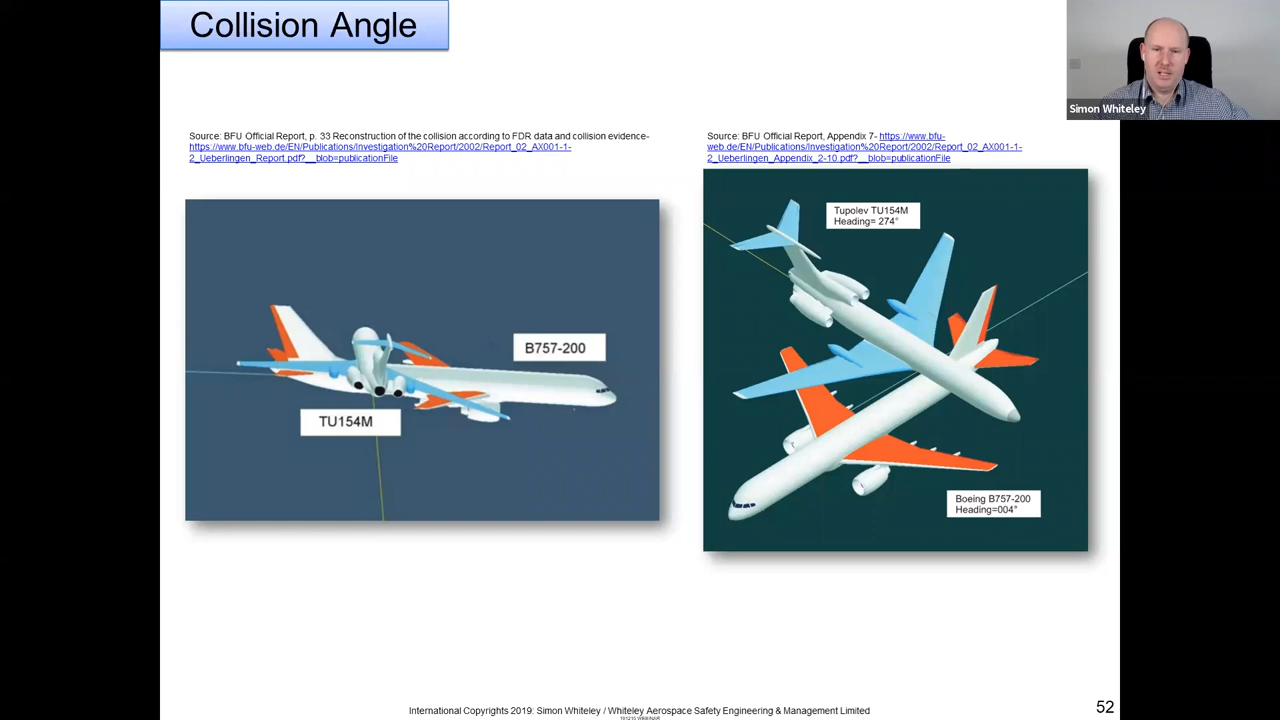 Collision Angle
Simon Whiteley
Source: BFU Official Report, p. 33 Reconstruction of the collision according to FDR data and collision evidence-
https://www.bfu-web.de/EN/Publications/Investigation%20Report/2002/Report_02_AX001-1-
2_Ueberlingen_Report.pdf?__blob=publicationFile
Source: BFU Official Report, Appendix 7- https://www.bfu-
web.de/EN/Publications/Investigation%20Report/2002/Report_02_AX001-1-
2_Ueberlingen_Appendix_2-10.pdf?__blob=publicationFile
B757-200
TU154M
Tupolev TU154M
Heading= 274°
Boeing B757-200
Heading=004°
International Copyrights 2019: Simon Whiteley / Whiteley Aerospace Safety Engineering & Management Limited
52